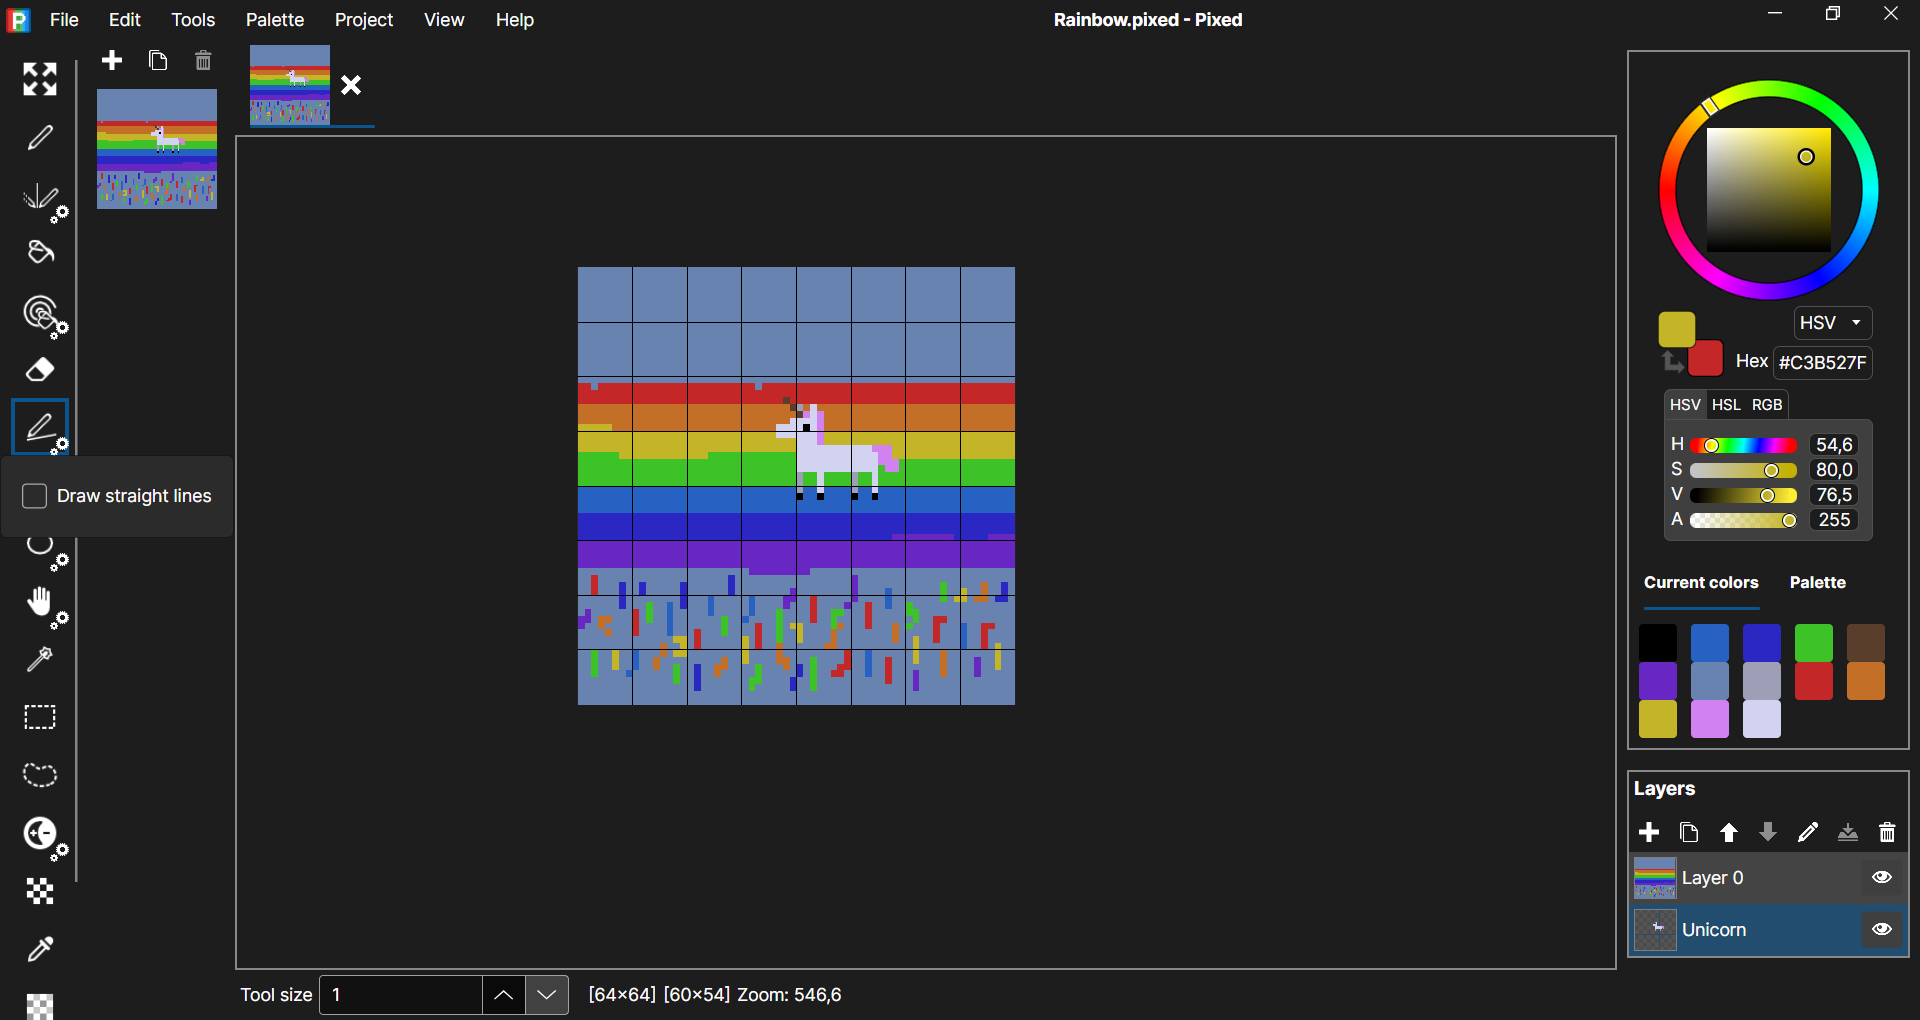 P File Edit Tools Palette Project View Help Rainbow.pixed - Pixed
HSV
Hex #C3B527F
HSV HSL RGB
H 54,6
S 80,0
V 76,5
A 255
Draw straight lines
Current colors Palette
Layers
Layer 0
Unicorn
Tool size 1 [64×64] [60×54] Zoom: 546,6